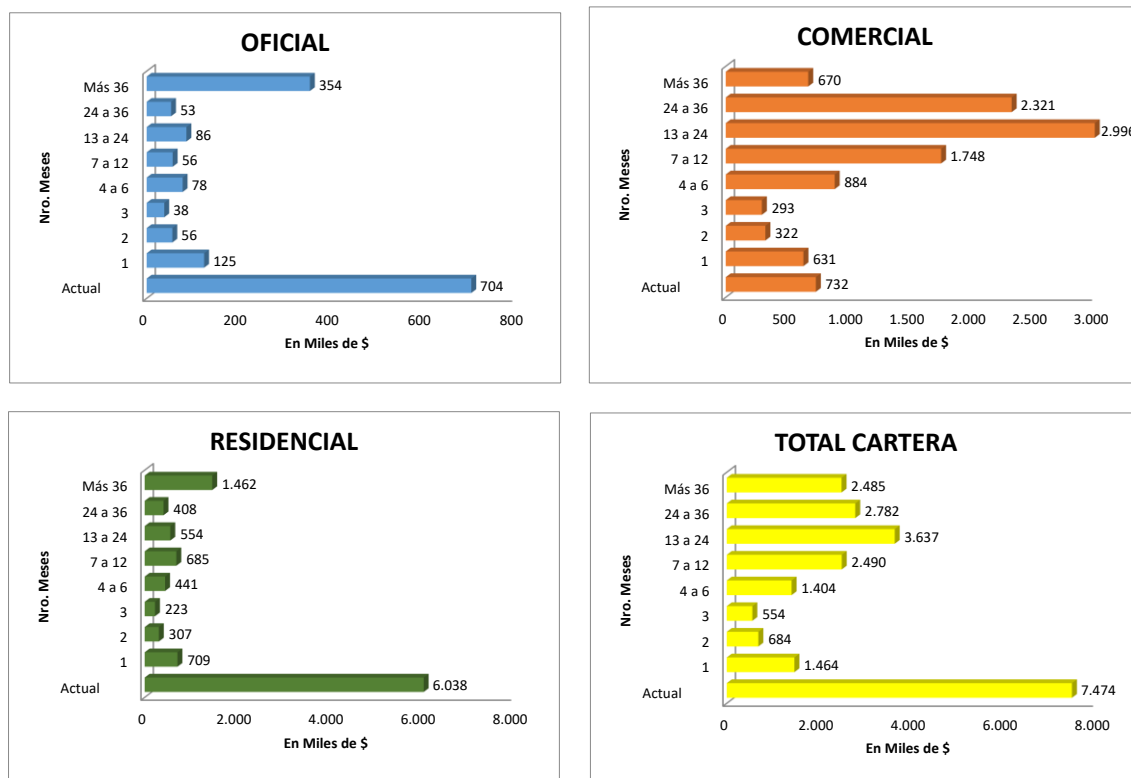 OFICIAL
Nro. Meses
Más 36
354
24 a 36
53
13 a 24
86
7 a 12
56
4 a 6
78
3
38
2
56
1
125
Actual
704
0 200 400 600 800
En Miles de $
COMERCIAL
Nro. Meses
Más 36
670
24 a 36
2.321
13 a 24
2.996
7 a 12
1.748
4 a 6
884
3
293
2
322
1
631
Actual
732
0 500 1.000 1.500 2.000 2.500 3.000
En Miles de $
RESIDENCIAL
Nro. Meses
Más 36
1.462
24 a 36
408
13 a 24
554
7 a 12
685
4 a 6
441
3
223
2
307
1
709
Actual
6.038
0 2.000 4.000 6.000 8.000
En Miles de $
TOTAL CARTERA
Nro. Meses
Más 36
2.485
24 a 36
2.782
13 a 24
3.637
7 a 12
2.490
4 a 6
1.404
3
554
2
684
1
1.464
Actual
7.474
0 2.000 4.000 6.000 8.000
En Miles de $